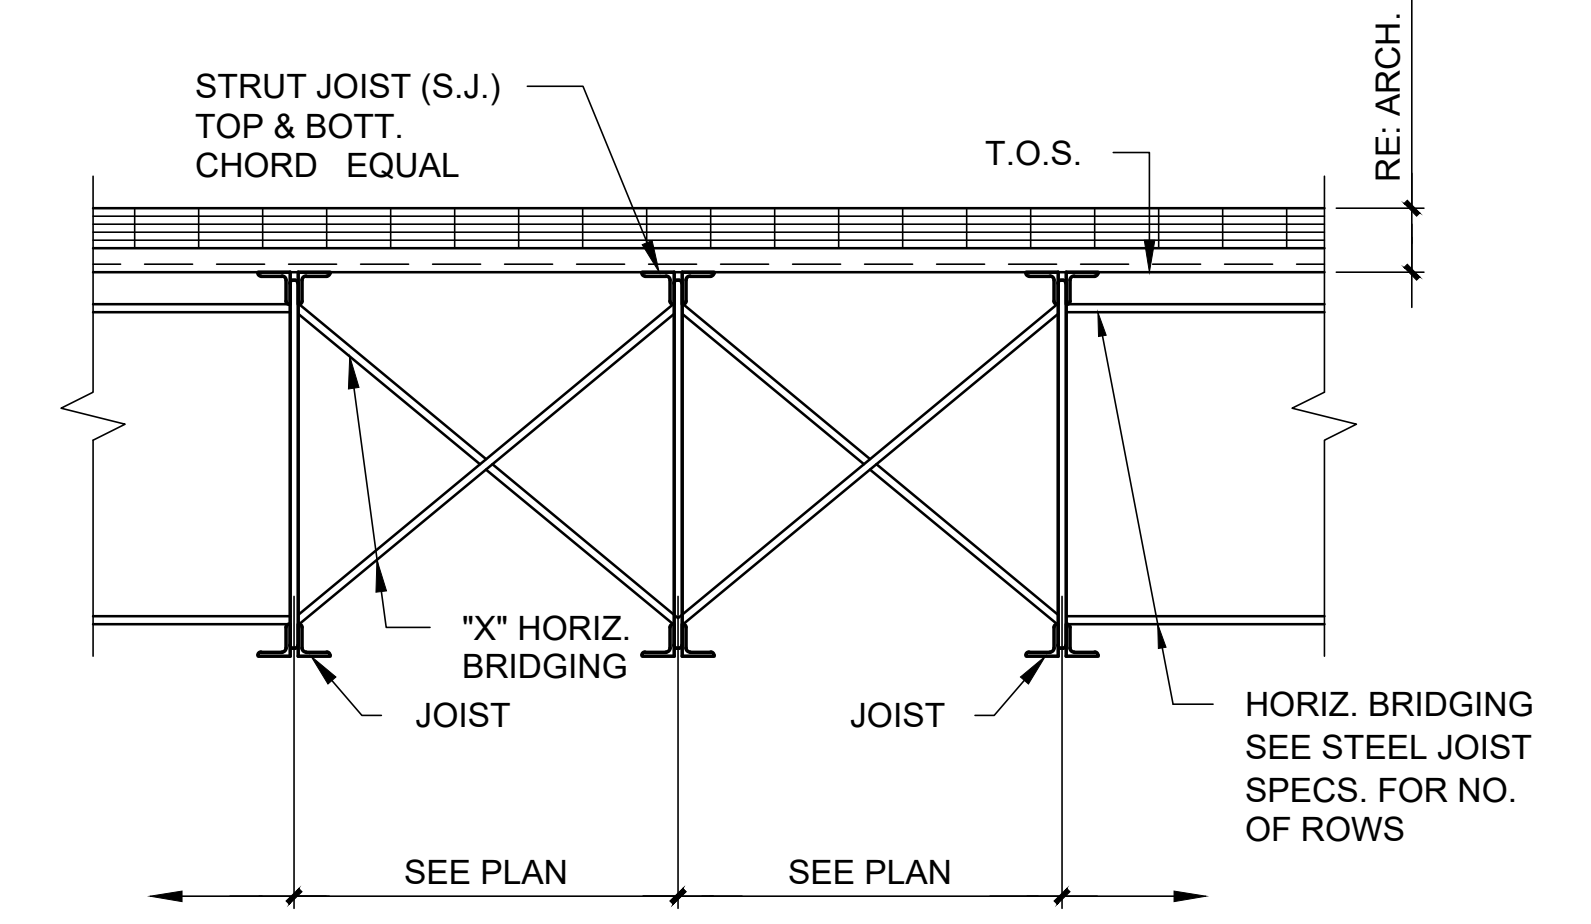 RE: ARCH.
STRUT JOIST (S.J.)
TOP & BOTT.
CHORD EQUAL
T.O.S.
"X" HORIZ.
BRIDGING
JOIST
JOIST
HORIZ. BRIDGING
SEE STEEL JOIST
SPECS. FOR NO.
OF ROWS
SEE PLAN
SEE PLAN